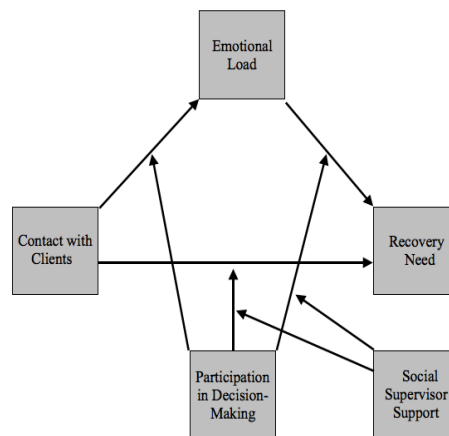 Emotional
Load
Contact with
Clients
Recovery
Need
Participation
in Decision-
Making
Social
Supervisor
Support